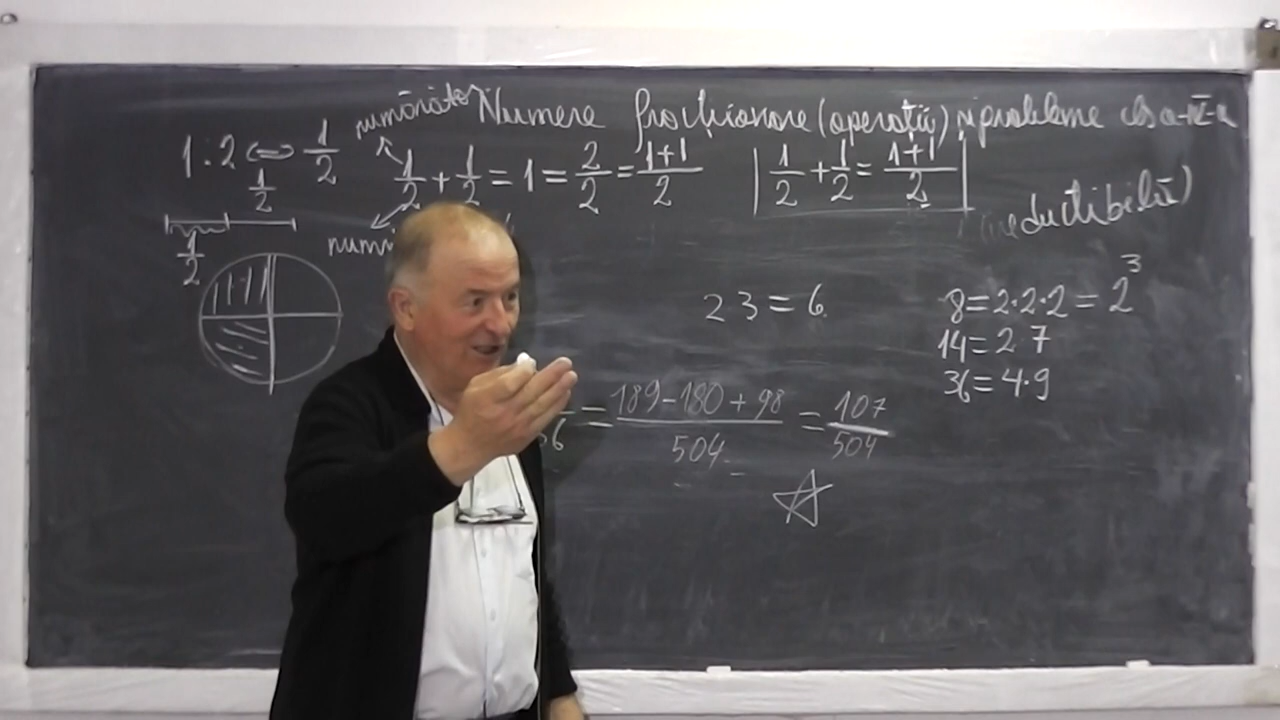 Numere fracționare (operații) și probleme cls a-IV-a
numărător
1:2 ⇔ 1/2
1/2 + 1/2 = 1 = 2/2 = (1+1)/2
| 1/2 + 1/2 = (1+1)/2 |
1/2
1/2
numi
ireductibilă)
2 3 = 6
8=2·2·2 = 2³
14=2 7
36=4·9
= (189-180+98)/504 = 107/504